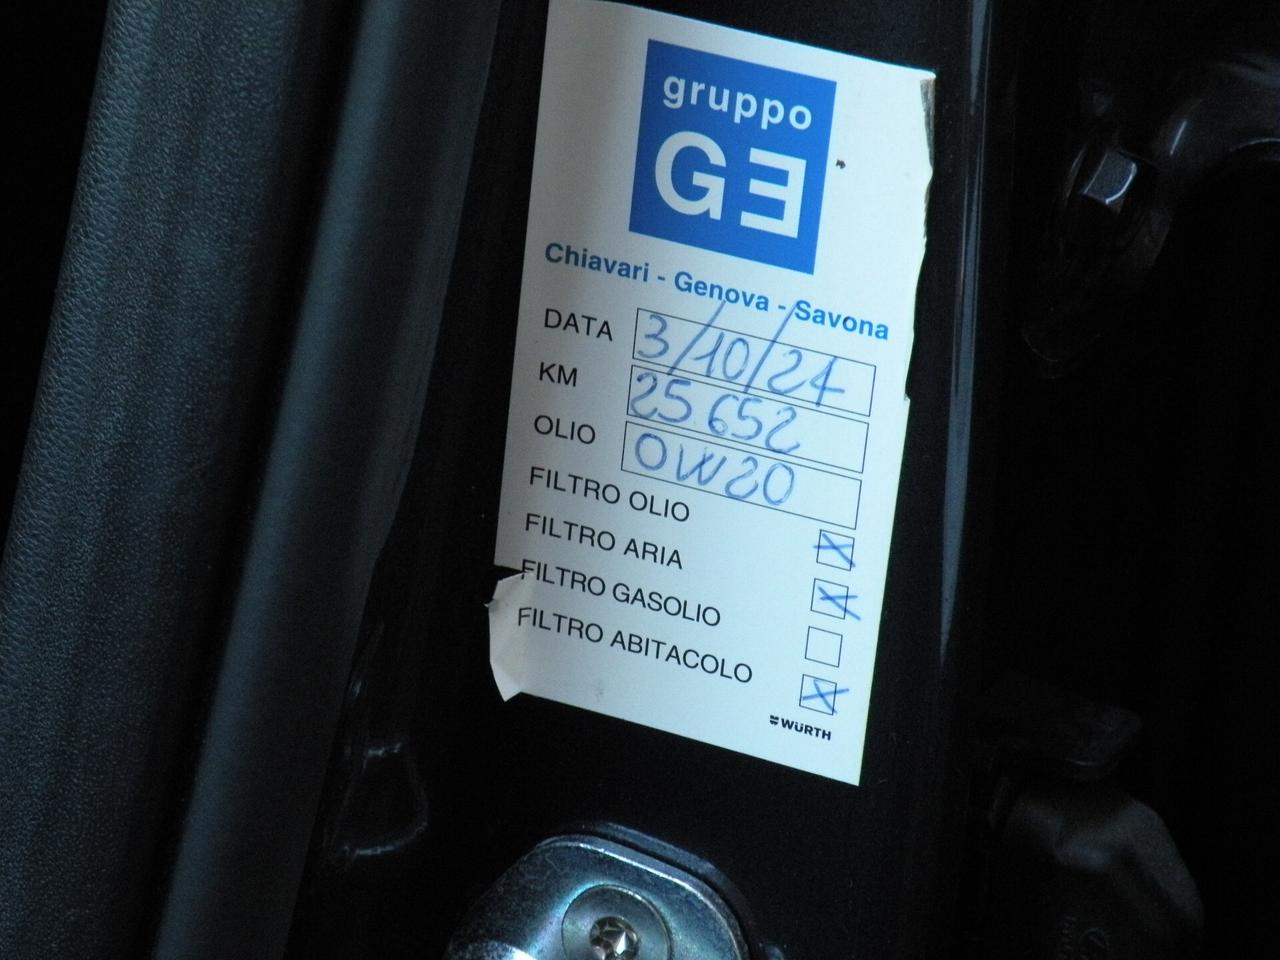 gruppo
GE
Chiavari - Genova - Savona
DATA 3/10/24
KM 25.652
OLIO 0W20
FILTRO OLIO
FILTRO ARIA
FILTRO GASOLIO
FILTRO ABITACOLO
WÜRTH